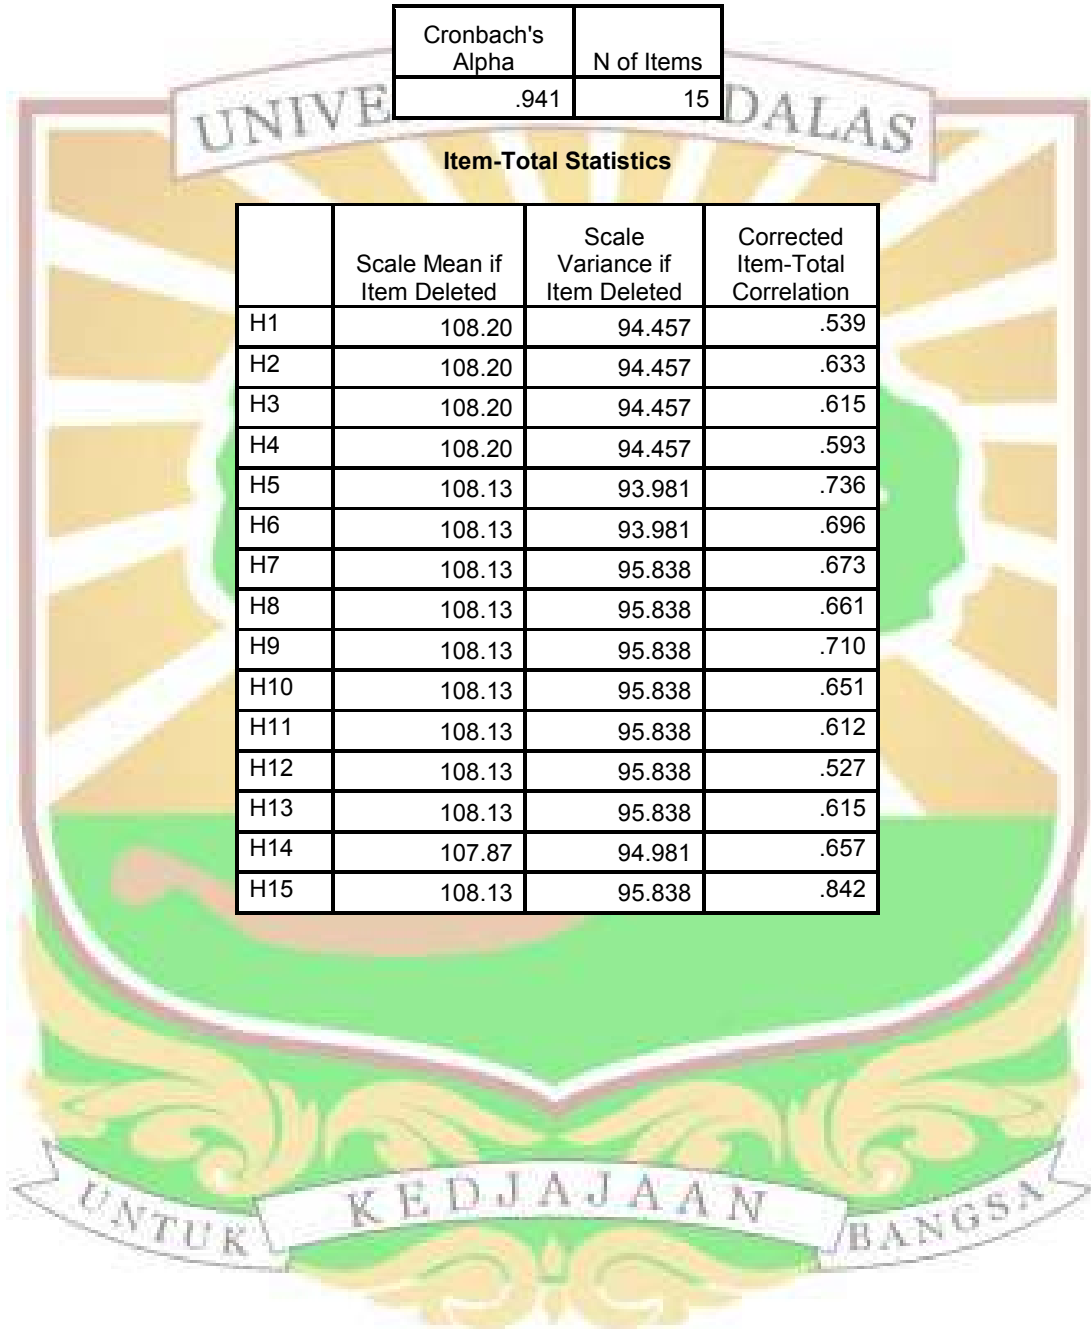 Cronbach's Alpha N of Items
.941 15
UNIVE DALAS
Item-Total Statistics
Scale Mean if Item Deleted Scale Variance if Item Deleted Corrected Item-Total Correlation
H1 108.20 94.457 .539
H2 108.20 94.457 .633
H3 108.20 94.457 .615
H4 108.20 94.457 .593
H5 108.13 93.981 .736
H6 108.13 93.981 .696
H7 108.13 95.838 .673
H8 108.13 95.838 .661
H9 108.13 95.838 .710
H10 108.13 95.838 .651
H11 108.13 95.838 .612
H12 108.13 95.838 .527
H13 108.13 95.838 .615
H14 107.87 94.981 .657
H15 108.13 95.838 .842
UNTUK KEDJAJAAN BANGSA